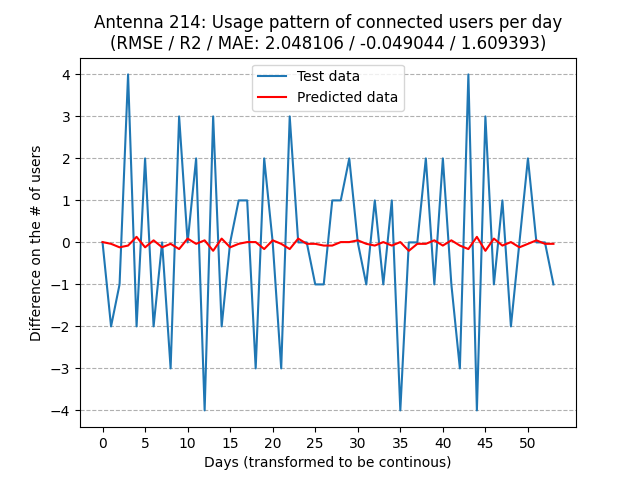 Antenna 214: Usage pattern of connected users per day
(RMSE / R2 / MAE: 2.048106 / -0.049044 / 1.609393)
Test data
Predicted data
Difference on the # of users
4
3
2
1
0
−1
−2
−3
−4
0 5 10 15 20 25 30 35 40 45 50
Days (transformed to be continous)